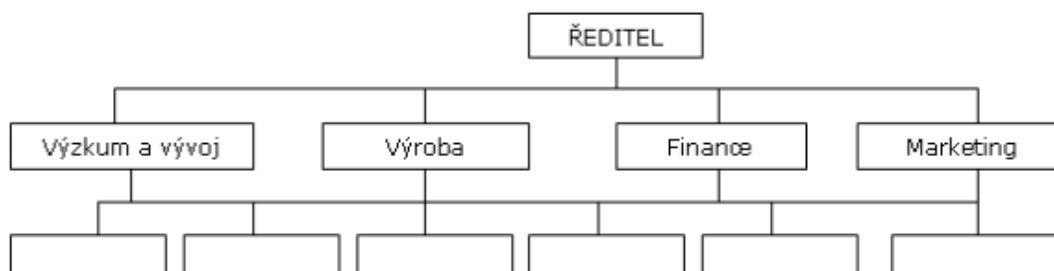 ŘEDITEL
Výzkum a vývoj
Výroba
Finance
Marketing